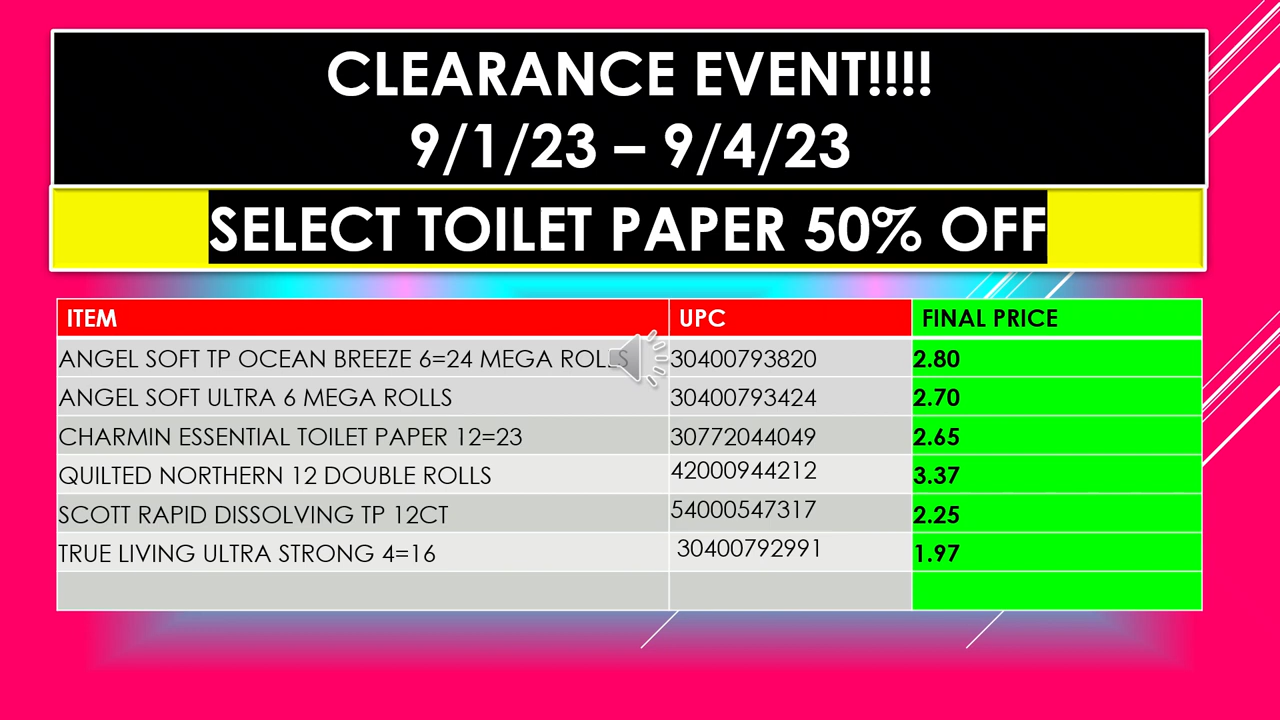 CLEARANCE EVENT!!!!
9/1/23 – 9/4/23
SELECT TOILET PAPER 50% OFF
ITEM UPC FINAL PRICE
ANGEL SOFT TP OCEAN BREEZE 6=24 MEGA ROLLS 30400793820 2.80
ANGEL SOFT ULTRA 6 MEGA ROLLS 30400793424 2.70
CHARMIN ESSENTIAL TOILET PAPER 12=23 30772044049 2.65
QUILTED NORTHERN 12 DOUBLE ROLLS 42000944212 3.37
SCOTT RAPID DISSOLVING TP 12CT 54000547317 2.25
TRUE LIVING ULTRA STRONG 4=16 30400792991 1.97